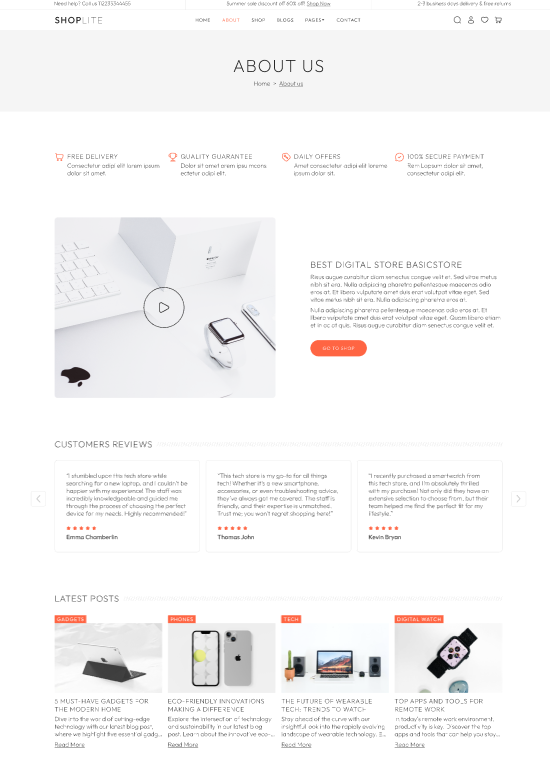 Need help? Call us 112233344455
Summer sale discount off 60% off! Shop Now
2-3 business days delivery & free returns
SHOPLITE
HOME
ABOUT
SHOP
BLOGS
PAGES
CONTACT
ABOUT US
Home > About us
FREE DELIVERY
Consectetur adipi elit lorem ipsum
dolor sit amet.
QUALITY GUARANTEE
Dolor sit amet orem ipsu mcons
ectetur adipi elit.
DAILY OFFERS
Amet consectetur adipi elit loreme
ipsum dolor sit.
100% SECURE PAYMENT
Rem Lopsum dolor sit amet,
consectetur adipi elit.
BEST DIGITAL STORE BASICSTORE
Risus augue curabitur diam senectus congue velit et. Sed vitae metus
nibh sit era. Nulla adipiscing pharetra pellentesque maecenas odio
eros at. Et libero vulputate amet duis erat volutpat vitae eget. Sed
vitae metus nibh sit era. Nulla adipiscing pharetra eros at.
Nulla adipiscing pharetra pellentesque maecenas odio eros at. Et
libero vulputate amet duis erat volutpat vitae eget. Quam libero etiam
et in ac at quis. Risus augue curabitur diam senectus congue velit et.
GO TO SHOP
CUSTOMERS REVIEWS
"I stumbled upon this tech store while
searching for a new laptop, and I couldn't be
happier with my experience! The staff was
incredibly knowledgeable and guided me
through the process of choosing the perfect
device for my needs. Highly recommended!"
Emma Chamberlin
"This tech store is my go-to for all things
tech! Whether it's a new smartphone,
accessories, or even troubleshooting advice,
they've always got me covered. The staff is
friendly, and their expertise is unmatched.
Trust me; you won't regret shopping here!"
Thomas John
"I recently purchased a smartwatch from
this tech store, and I'm absolutely thrilled
with my purchase! Not only did they have an
extensive selection to choose from, but their
team helped me find the perfect fit for my
lifestyle."
Kevin Bryan
LATEST POSTS
GADGETS
5 MUST-HAVE GADGETS FOR
THE MODERN HOME
Dive into the world of cutting-edge
technology with our latest blog post,
where we highlight five essential gadg...
Read More
PHONES
ECO-FRIENDLY INNOVATIONS
MAKING A DIFFERENCE
Explore the intersection of technology
and sustainability in our latest blog
post. Learn about the innovative eco-...
Read More
TECH
THE FUTURE OF WEARABLE
TECH: TRENDS TO WATCH
Stay ahead of the curve with our
insightful look into the rapidly evolving
landscape of wearable technology. E...
Read More
DIGITAL WATCH
TOP APPS AND TOOLS FOR
REMOTE WORK
In today's remote work environment,
productivity is key. Discover the top
apps and tools that can help you stay...
Read More